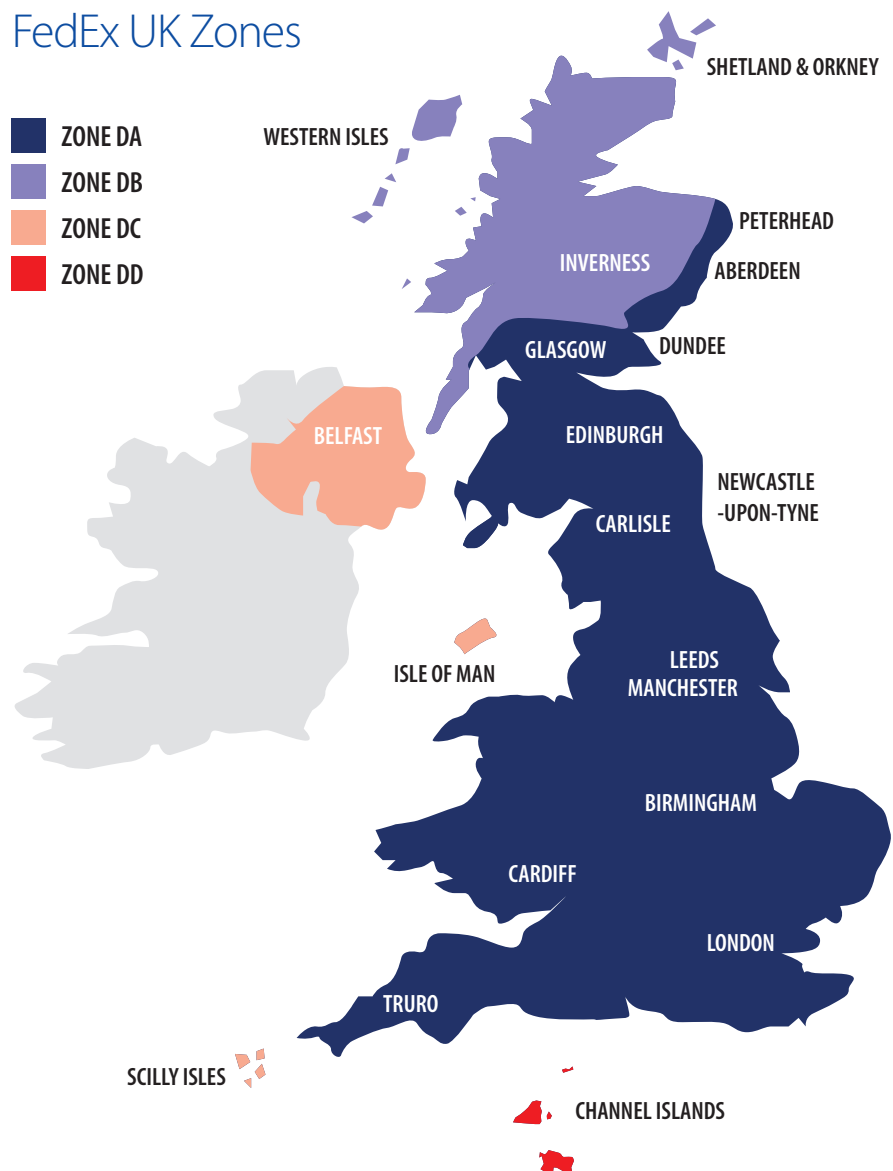 FedEx UK Zones
ZONE DA
ZONE DB
ZONE DC
ZONE DD
SHETLAND & ORKNEY
WESTERN ISLES
PETERHEAD
INVERNESS
ABERDEEN
GLASGOW
DUNDEE
BELFAST
EDINBURGH
NEWCASTLE
-UPON-TYNE
CARLISLE
ISLE OF MAN
LEEDS
MANCHESTER
BIRMINGHAM
CARDIFF
LONDON
TRURO
SCILLY ISLES
CHANNEL ISLANDS